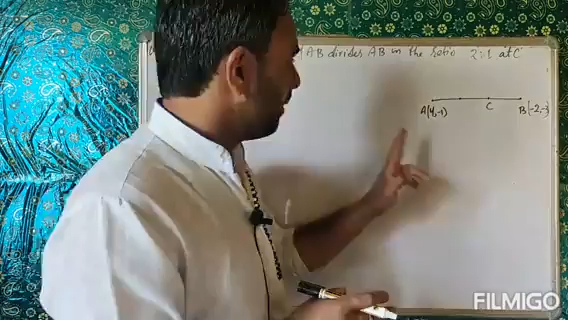 AB divides AB in the ratio 2:1 at C
A(4,-1) C B(-2,-3)
FILMIGO